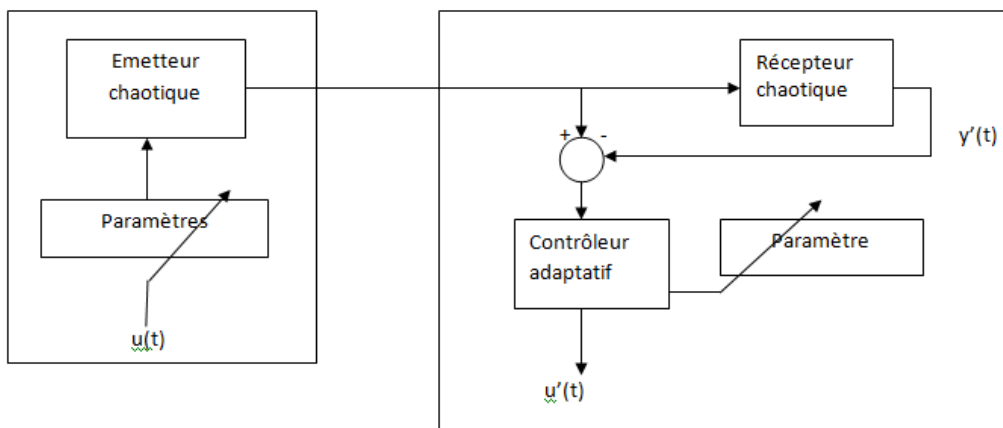 Emetteur
chaotique
Récepteur
chaotique
+ -
y’(t)
Paramètres
Contrôleur
adaptatif
Paramètre
u(t)
u’(t)